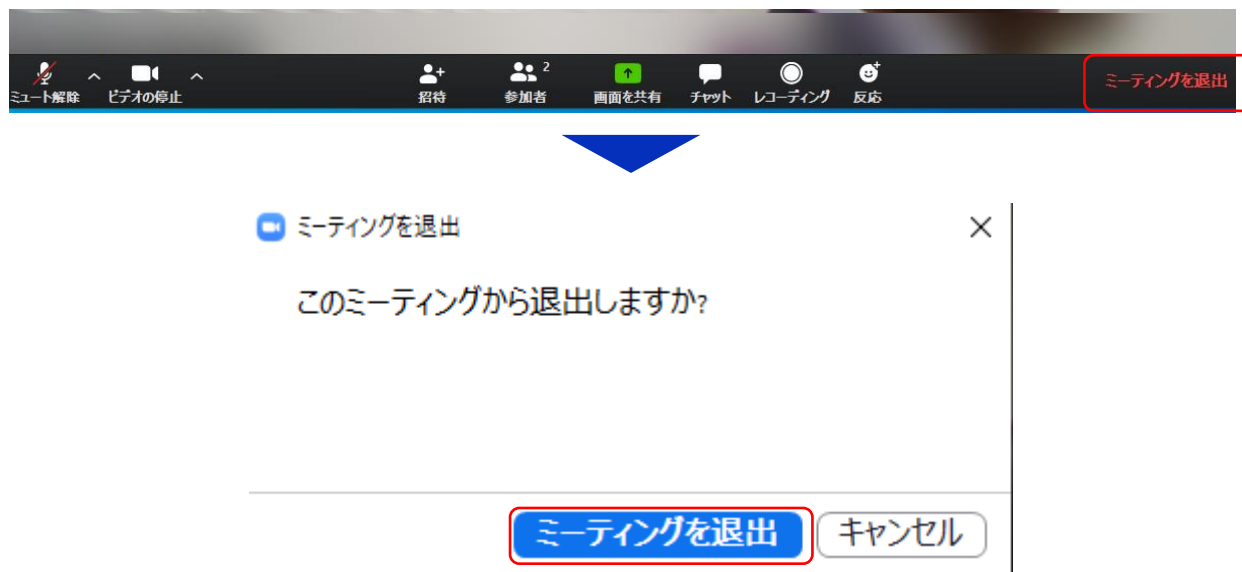 2
ミュート解除 ビデオの停止 招待 参加者 画面を共有 チャット レコーディング 反応 ミーティングを退出
ミーティングを退出
このミーティングから退出しますか?
ミーティングを退出 キャンセル